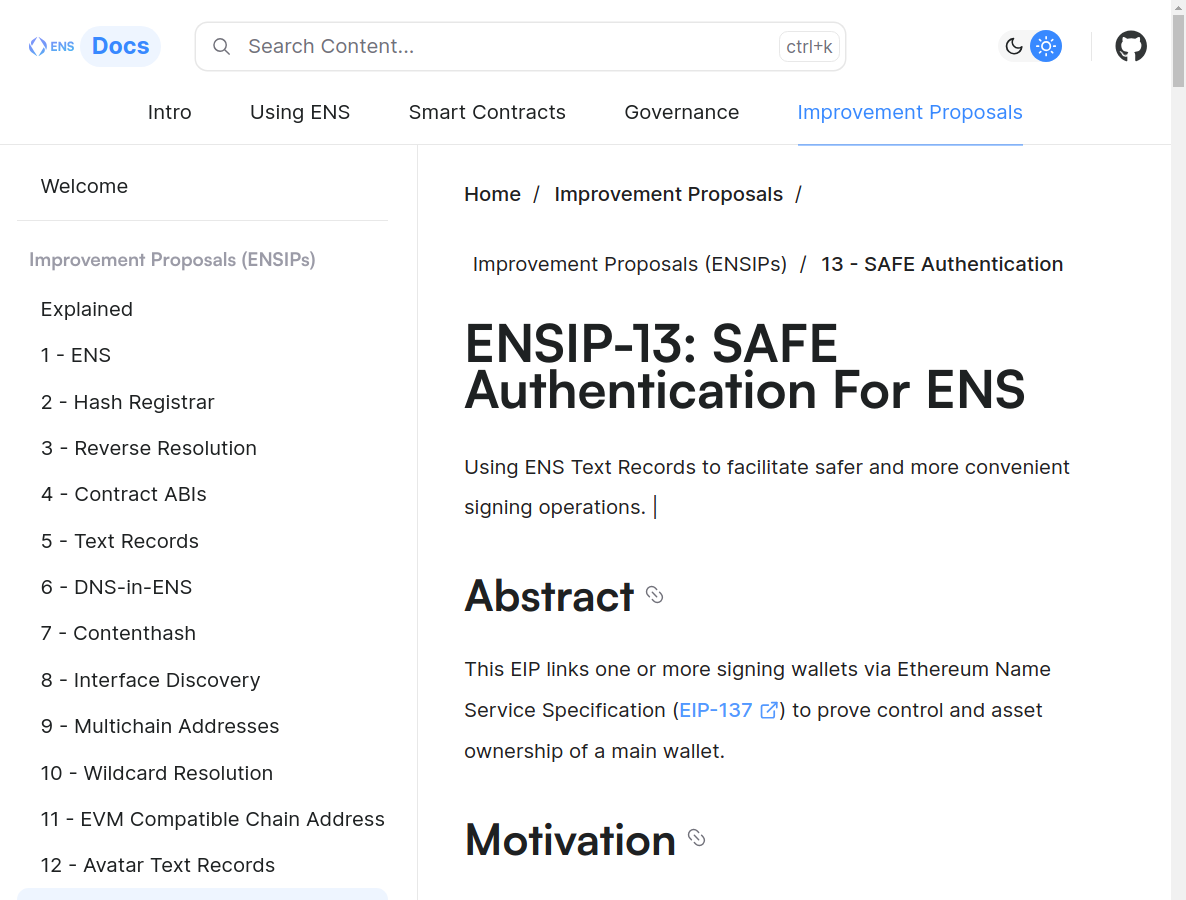 ENS Docs
Search Content...
ctrl+k
Intro
Using ENS
Smart Contracts
Governance
Improvement Proposals
Welcome
Improvement Proposals (ENSIPs)
Explained
1 - ENS
2 - Hash Registrar
3 - Reverse Resolution
4 - Contract ABIs
5 - Text Records
6 - DNS-in-ENS
7 - Contenthash
8 - Interface Discovery
9 - Multichain Addresses
10 - Wildcard Resolution
11 - EVM Compatible Chain Address
12 - Avatar Text Records
Home / Improvement Proposals /
Improvement Proposals (ENSIPs) / 13 - SAFE Authentication
ENSIP-13: SAFE
Authentication For ENS
Using ENS Text Records to facilitate safer and more convenient
signing operations. |
Abstract
This EIP links one or more signing wallets via Ethereum Name
Service Specification (EIP-137) to prove control and asset
ownership of a main wallet.
Motivation